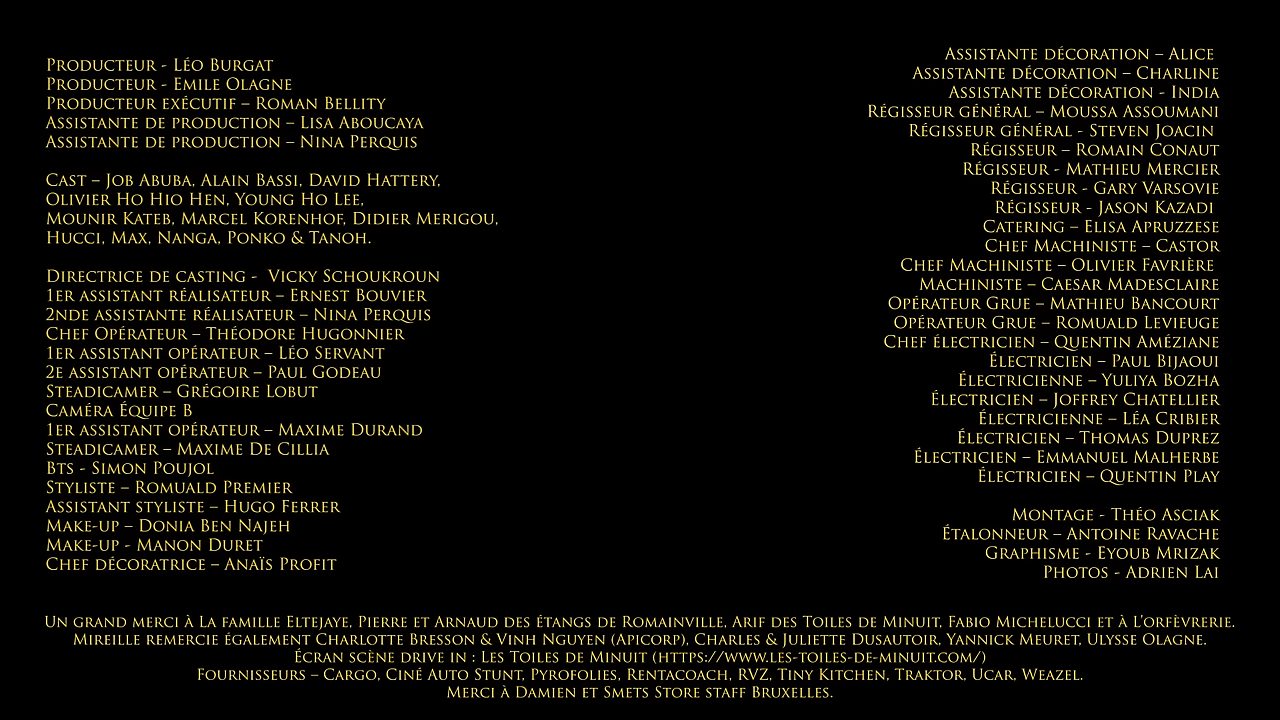 Producteur - Léo Burgat
Producteur - Emile Olagne
Producteur exécutif – Roman Bellity
Assistante de production – Lisa Aboucaya
Assistante de production – Nina Perquis
Cast – Job Abuba, Alain Bassi, David Hattery,
Olivier Ho Hio Hen, Young Ho Lee,
Mounir Kateb, Marcel Korenhof, Didier Merigou,
Hucci, Max, Nanga, Ponko & Tanoh.
Directrice de casting - Vicky Schoukroun
1er assistant réalisateur – Ernest Bouvier
2nde assistante réalisateur – Nina Perquis
Chef Opérateur – Théodore Hugonnier
1er assistant opérateur – Léo Servant
2e assistant opérateur – Paul Godeau
Steadicamer – Grégoire Lobut
Caméra Équipe B
1er assistant opérateur – Maxime Durand
Steadicamer – Maxime De Cillia
Bts - Simon Poujol
Styliste – Romuald Premier
Assistant styliste – Hugo Ferrer
Make-up – Donia Ben Najeh
Make-up - Manon Duret
Chef décoratrice – Anaïs Profit
Assistante décoration – Alice
Assistante décoration – Charline
Assistante décoration - India
Régisseur général – Moussa Assoumani
Régisseur général - Steven Joacin
Régisseur – Romain Conaut
Régisseur - Mathieu Mercier
Régisseur - Gary Varsovie
Régisseur - Jason Kazadi
Catering – Elisa Apruzzese
Chef Machiniste – Castor
Chef Machiniste – Olivier Favrière
Machiniste – Caesar Madesclaire
Opérateur Grue – Mathieu Bancourt
Opérateur Grue – Romuald Levieuge
Chef électricien – Quentin Améziane
Électricien – Paul Bijaoui
Électricienne – Yuliya Bozha
Électricien – Joffrey Chatellier
Électricienne – Léa Cribier
Électricien – Thomas Duprez
Électricien – Emmanuel Malherbe
Électricien – Quentin Play
Montage - Théo Asciak
Étalonneur – Antoine Ravache
Graphisme - Eyoub Mrizak
Photos - Adrien Lai
Un grand merci à La famille Eltejaye, Pierre et Arnaud des étangs de Romainville, Arif des Toiles de Minuit, Fabio Michelucci et à L'orfèvrerie.
Mireille remercie également Charlotte Bresson & Vinh Nguyen (Apicorp), Charles & Juliette Dusautoir, Yannick Meuret, Ulysse Olagne.
Écran scène drive in : Les Toiles de Minuit (https://www.les-toiles-de-minuit.com/)
Fournisseurs – Cargo, Ciné Auto Stunt, Pyrofolies, Rentacoach, RVZ, Tiny Kitchen, Traktor, Ucar, Weazel.
Merci à Damien et Smets Store staff Bruxelles.